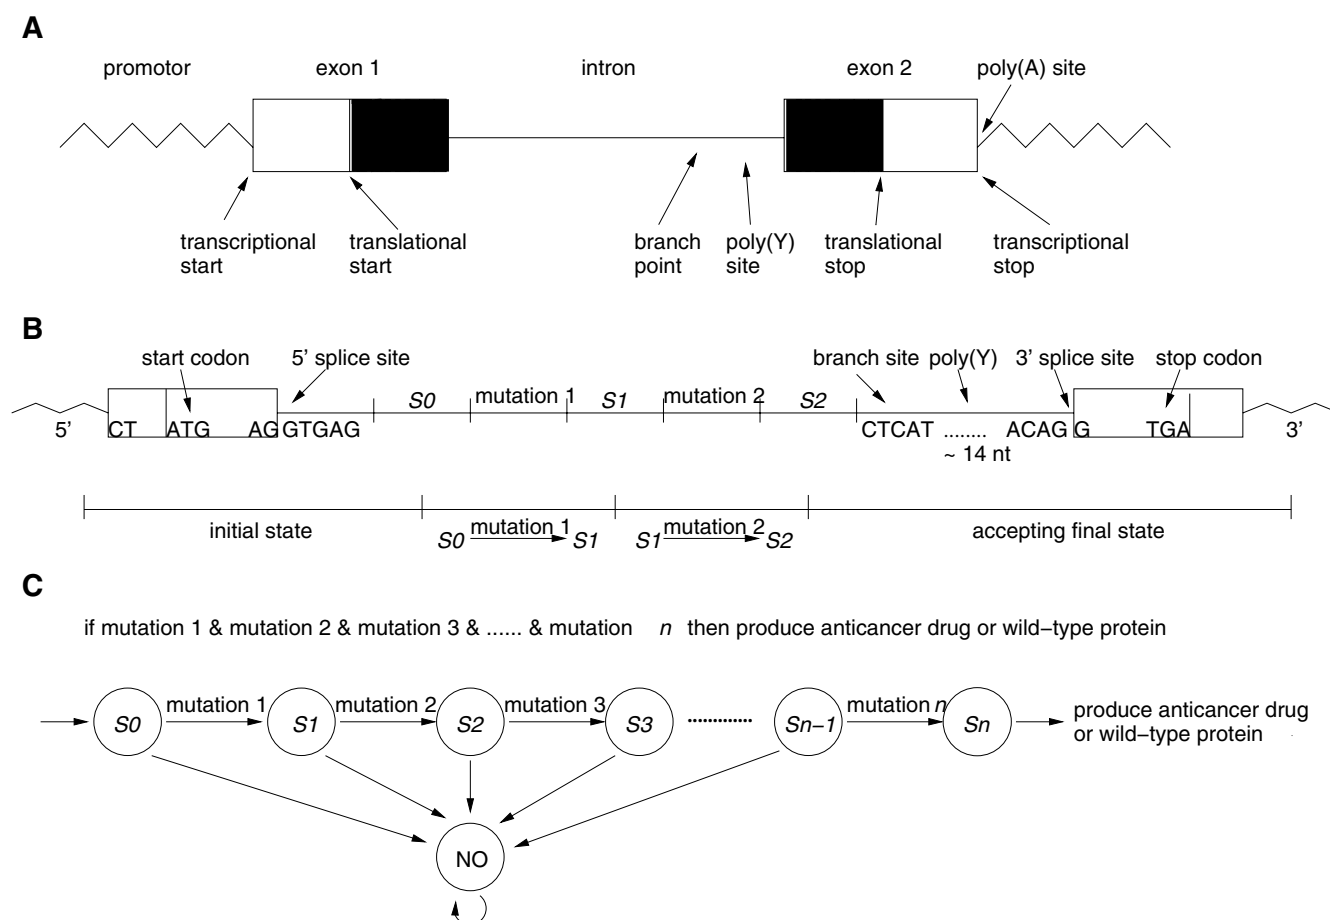 A
promotor exon 1 intron exon 2 poly(A) site
transcriptional start
translational start
branch point
poly(Y) site
translational stop
transcriptional stop
B
start codon 5’ splice site branch site poly(Y) 3’ splice site stop codon
S0 mutation 1 S1 mutation 2 S2
5’ CT ATG AG GTGAG CTCAT ........ ACAG G TGA 3’
~ 14 nt
initial state S0 mutation 1 S1 S1 mutation 2 S2 accepting final state
C
if mutation 1 & mutation 2 & mutation 3 & ...... & mutation n then produce anticancer drug or wild–type protein
S0 mutation 1 S1 mutation 2 S2 mutation 3 S3 ............. Sn–1 mutation n Sn produce anticancer drug
or wild–type protein
NO